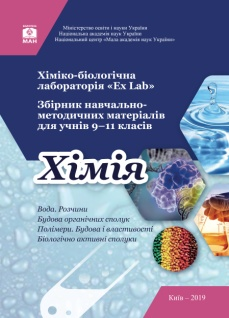 Міністерство освіти і науки України
Національна академія наук України
Національний центр «Мала академія наук України»
МАН
Хіміко-біологічна
лабораторія «Ex Lab»
Збірник навчально-
методичних матеріалів
для учнів 9–11 класів
Хімія
Вода. Розчини
Будова органічних сполук
Полімери. Будова і властивості
Біологічно активні сполуки
Київ – 2019